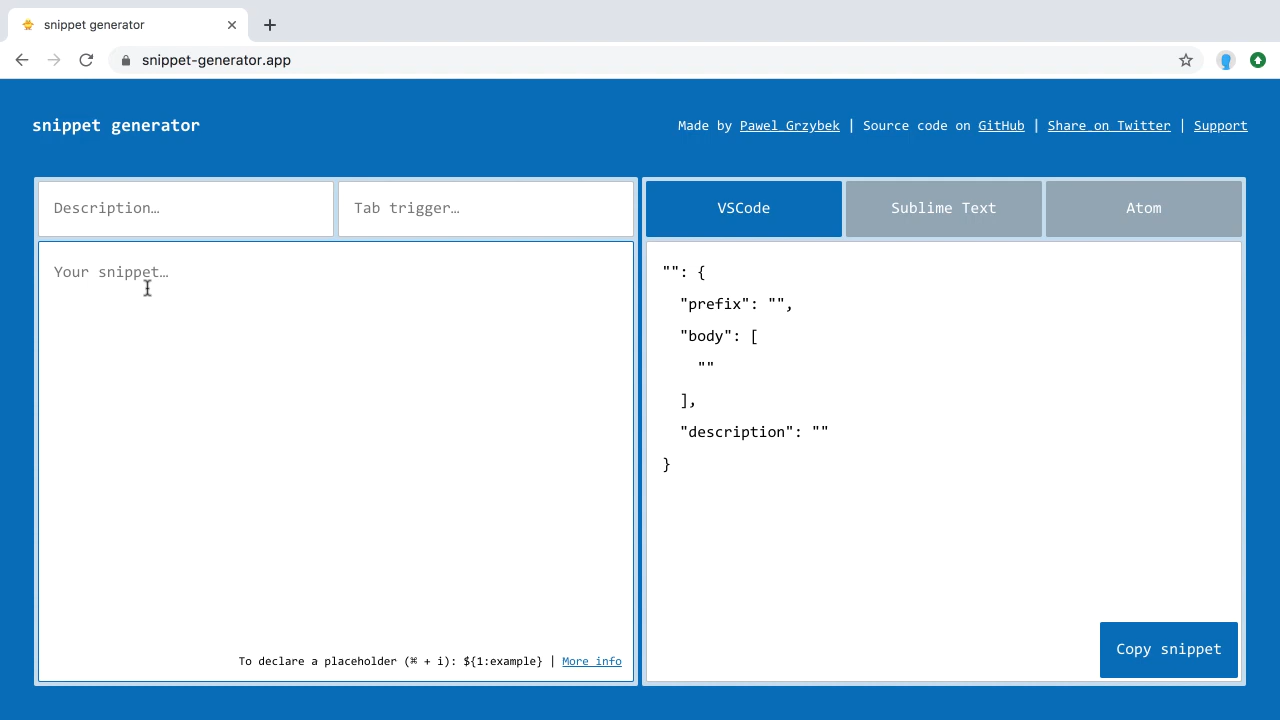 snippet generator
snippet-generator.app
snippet generator
Made by Pawel Grzybek | Source code on GitHub | Share on Twitter | Support
Description…
Tab trigger…
Your snippet…
To declare a placeholder (⌘ + i): ${1:example} | More info
VSCode
Sublime Text
Atom
"": {
  "prefix": "",
  "body": [
    ""
  ],
  "description": ""
}
Copy snippet